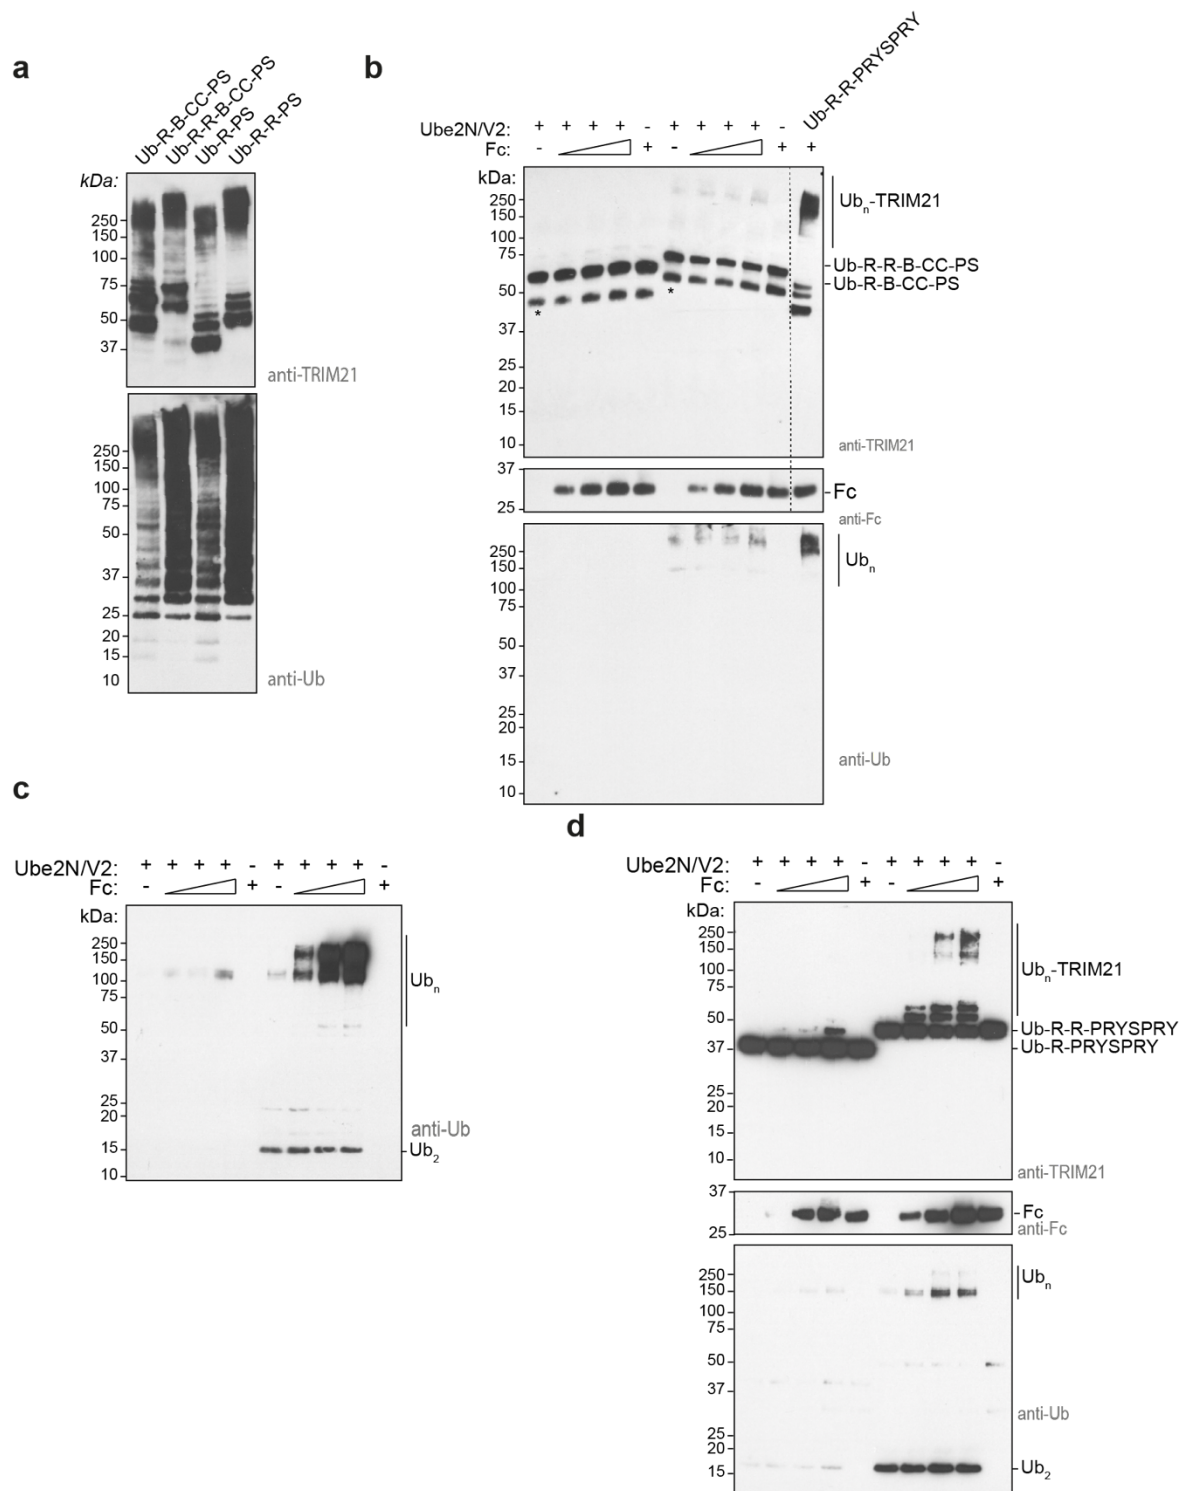 a
Ub-R-B-CC-PS
Ub-R-R-B-CC-PS
Ub-R-PS
Ub-R-R-PS
kDa:
250
150
100
75
50
37
anti-TRIM21
250
150
100
75
50
37
25
20
15
10
anti-Ub
b
Ub-R-R-PRYSPRY
Ube2N/V2: + + + + - + + + + -
Fc: - + - + +
kDa:
250
150
100
75
50
37
25
20
15
10
* *
Ubn-TRIM21
Ub-R-R-B-CC-PS
Ub-R-B-CC-PS
anti-TRIM21
37
25
Fc
anti-Fc
250
150
100
75
50
37
25
20
15
10
Ubn
anti-Ub
c
Ube2N/V2: + + + + - + + + + -
Fc: - + - +
kDa:
250
150
100
75
50
37
25
20
15
10
Ubn
anti-Ub
Ub2
d
Ube2N/V2: + + + + - + + + + -
Fc: - + - +
kDa:
250
150
100
75
50
37
25
20
15
10
Ubn-TRIM21
Ub-R-R-PRYSPRY
Ub-R-PRYSPRY
anti-TRIM21
37
25
Fc
anti-Fc
250
150
100
75
50
37
25
20
15
Ubn
anti-Ub
Ub2